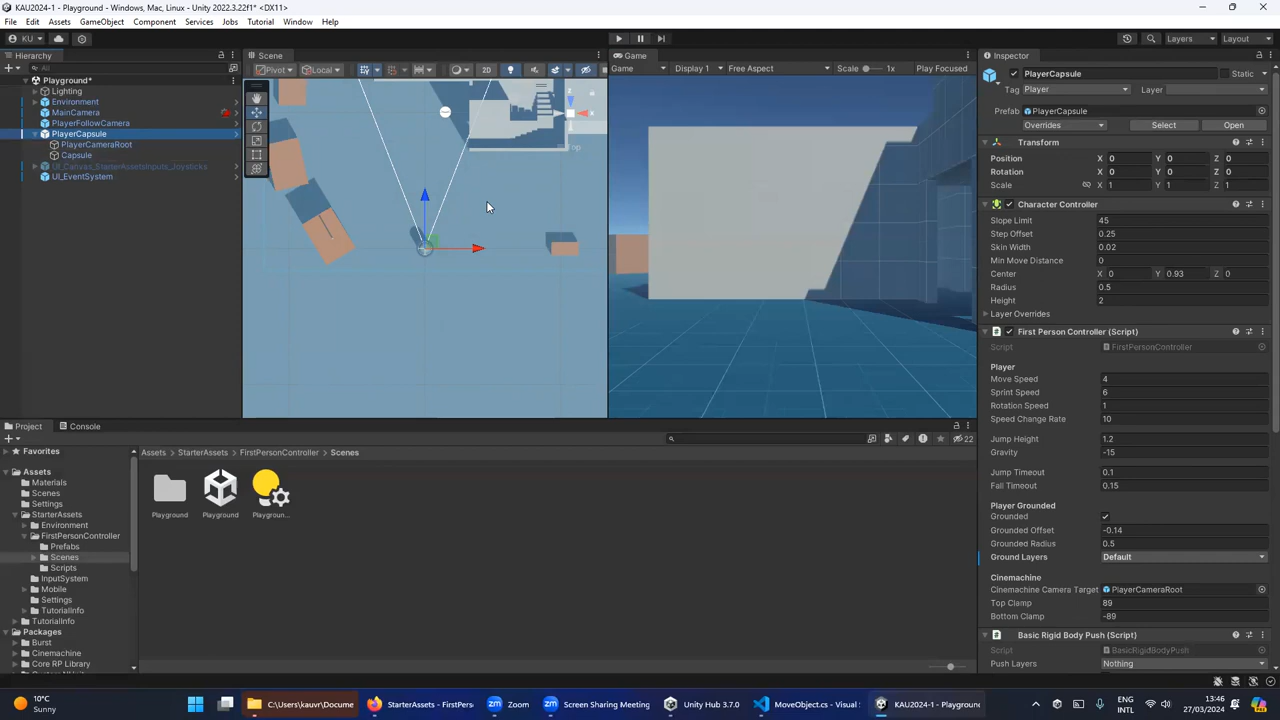 KAU2024-1 - Playground - Windows, Mac, Linux - Unity 2022.3.22f1* <DX11>
File Edit Assets GameObject Component Services Jobs Tutorial Window Help
KU
Layers Layout
Hierarchy
All
Playground*
Lighting
Environment
MainCamera
PlayerFollowCamera
PlayerCapsule
PlayerCameraRoot
Capsule
UI_Canvas_StarterAssetsInputs_Joysticks
UI_EventSystem
Scene
Pivot Local 2D
z
x
Top
Game
Game Display 1 Free Aspect Scale 1x Play Focused
Inspector
PlayerCapsule Static
Tag Player Layer
Prefab PlayerCapsule
Overrides Select Open
Transform
Position X 0 Y 0 Z 0
Rotation X 0 Y 0 Z 0
Scale X 1 Y 1 Z 1
Character Controller
Slope Limit 45
Step Offset 0.25
Skin Width 0.02
Min Move Distance 0
Center X 0 Y 0.93 Z 0
Radius 0.5
Height 2
Layer Overrides
First Person Controller (Script)
Script FirstPersonController
Player
Move Speed 4
Sprint Speed 6
Rotation Speed 1
Speed Change Rate 10
Jump Height 1.2
Gravity -15
Jump Timeout 0.1
Fall Timeout 0.15
Player Grounded
Grounded
Grounded Offset -0.14
Grounded Radius 0.5
Ground Layers Default
Cinemachine
Cinemachine Camera Target PlayerCameraRoot
Top Clamp 89
Bottom Clamp -89
Basic Rigid Body Push (Script)
Script BasicRigidBodyPush
Push Layers Nothing
Project Console
22
Favorites
Assets
Materials
Scenes
Settings
StarterAssets
Environment
FirstPersonController
Prefabs
Scenes
Scripts
InputSystem
Mobile
Settings
TutorialInfo
TutorialInfo
Packages
Burst
Cinemachine
Core RP Library
Assets StarterAssets FirstPersonController Scenes
Playground Playground Playgroun...
10°C
Sunny
C:\Users\kauvr\Docume StarterAssets - FirstPers Zoom Screen Sharing Meeting Unity Hub 3.7.0 MoveObject.cs - Visual S KAU2024-1 - Playground
ENG
INTL
13:46
27/03/2024